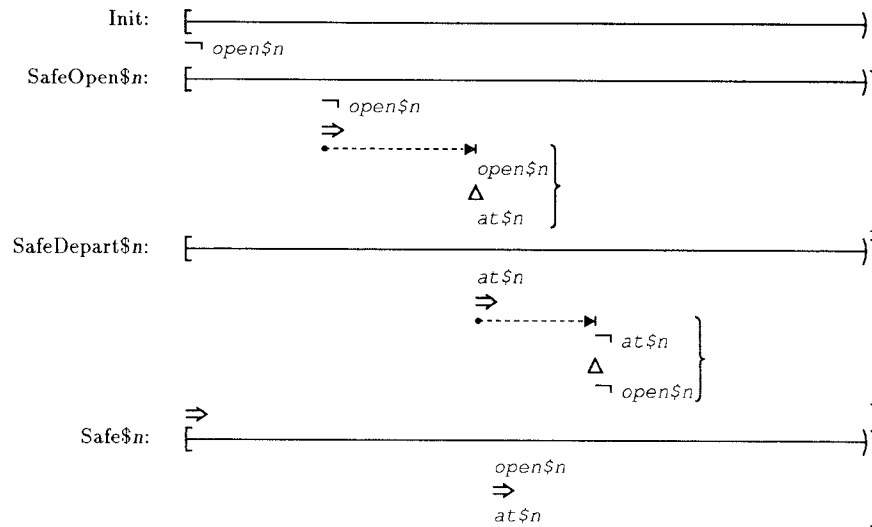 Init:
¬ open$n
SafeOpen$n:
¬ open$n
⇒
open$n
△
at$n
SafeDepart$n:
at$n
⇒
¬ at$n
△
¬ open$n
⇒
Safe$n:
open$n
⇒
at$n